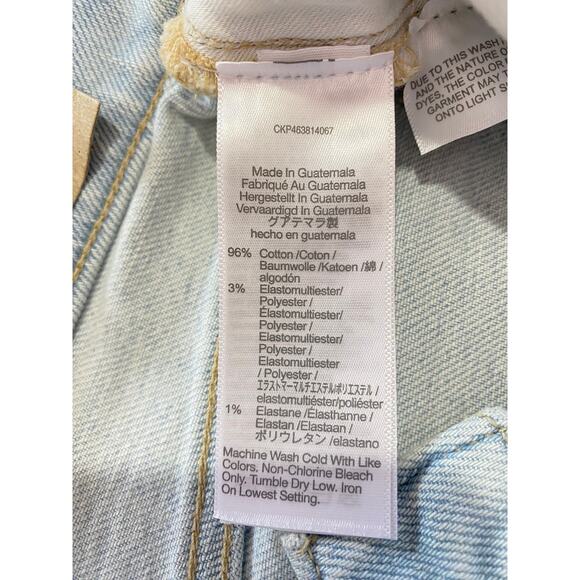 CKP463814067
Made In Guatemala
Fabriqué Au Guatemala
Hergestellt In Guatemala
Vervaardigd In Guatemala
グアテマラ製
hecho en guatemala
96% Cotton /Coton /
Baumwolle /Katoen /綿 /
algodón
3% Elastomultiester /
Polyester /
Élastomultiester /
Polyester /
Elastomultiester /
Polyester /
Elastomultiester
/ Polyester /
エラストマーマルチエステル/ポリエステル /
elastomultiéster/poliéster
1% Elastane /Élasthanne /
Elastan /Elastaan /
ポリウレタン /elastano
Machine Wash Cold With Like
Colors. Non-Chlorine Bleach
Only. Tumble Dry Low. Iron
On Lowest Setting.
DUE TO THIS WASH
AND THE NATURE O
DYES, THE COLOR
GARMENT MAY T
ONTO LIGHT S